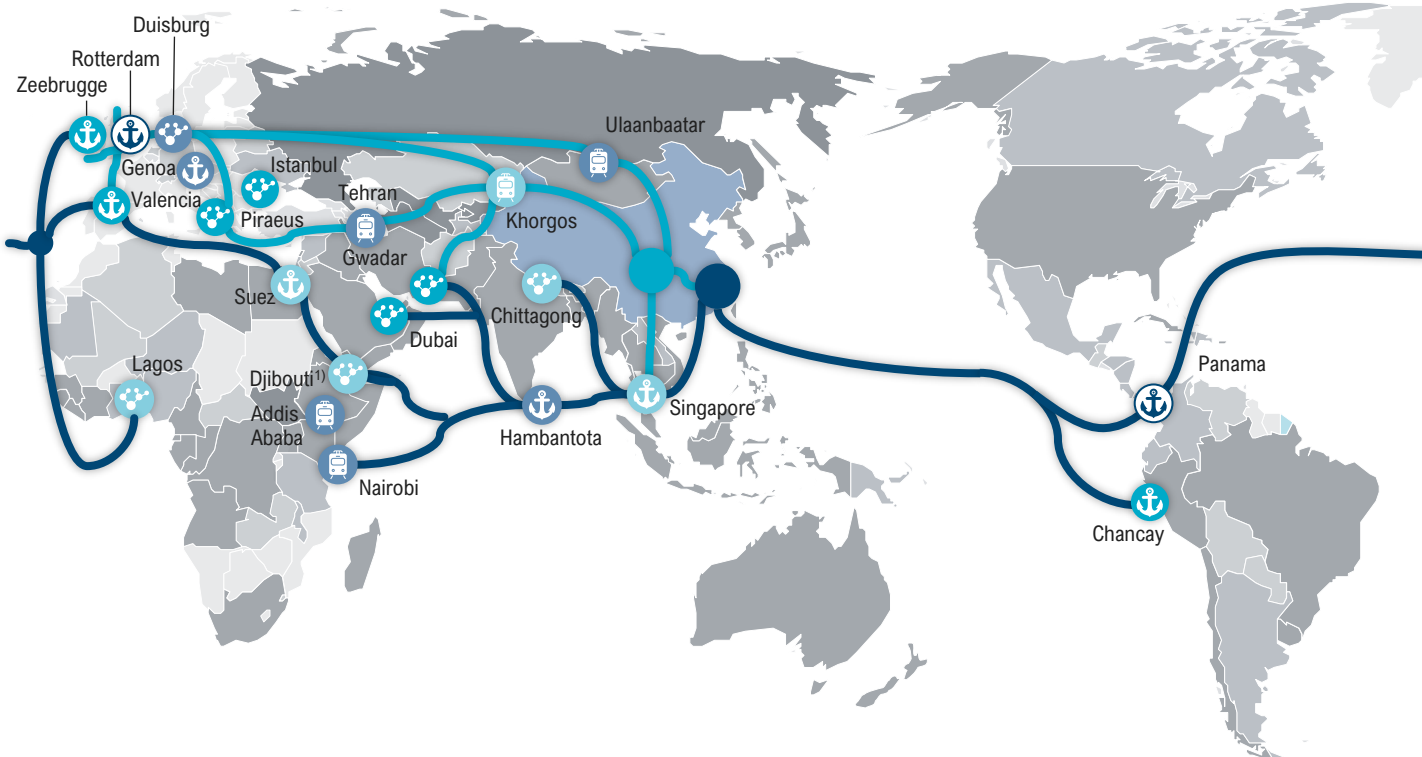 Duisburg
Rotterdam
Zeebrugge
Ulaanbaatar
Genoa
Istanbul
Valencia
Tehran
Piraeus
Khorgos
Gwadar
Suez
Chittagong
Dubai
Lagos
Panama
Djibouti¹⁾
Addis
Ababa
Singapore
Hambantota
Nairobi
Chancay